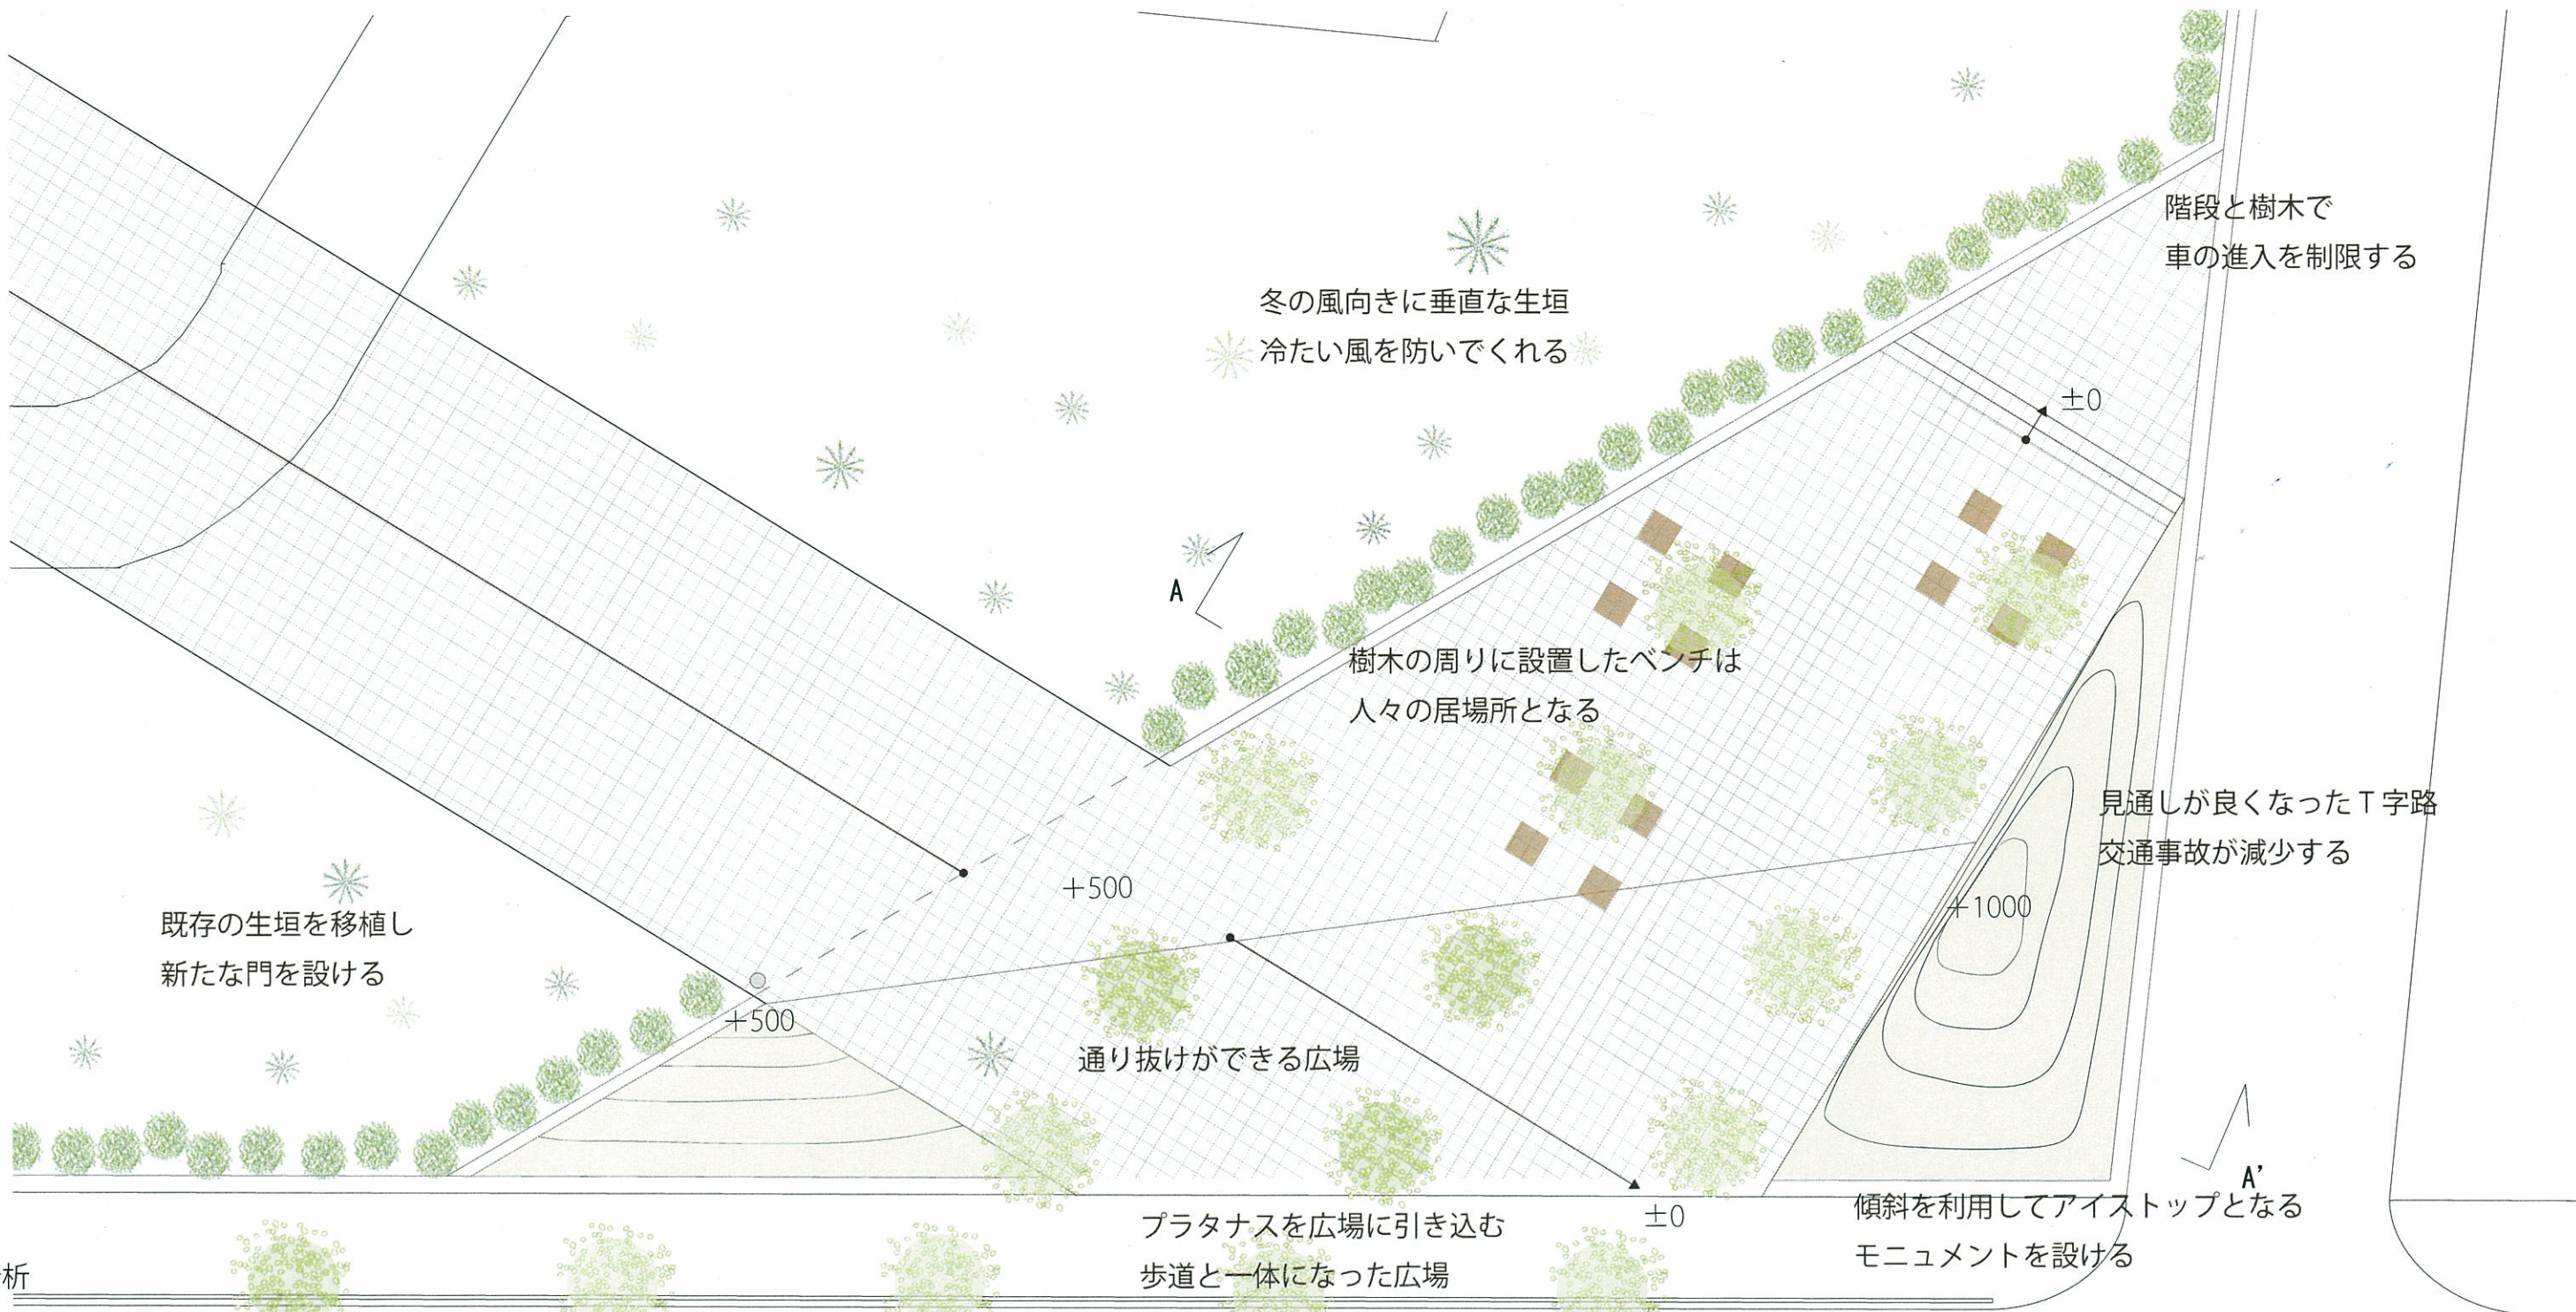 階段と樹木で
車の進入を制限する
冬の風向きに垂直な生垣
冷たい風を防いでくれる
±0
A
樹木の周りに設置したベンチは
人々の居場所となる
見通しが良くなったT字路
交通事故が減少する
+500
+1000
既存の生垣を移植し
新たな門を設ける
+500
通り抜けができる広場
A'
傾斜を利用してアイストップとなる
モニュメントを設ける
±0
プラタナスを広場に引き込む
歩道と一体になった広場
析